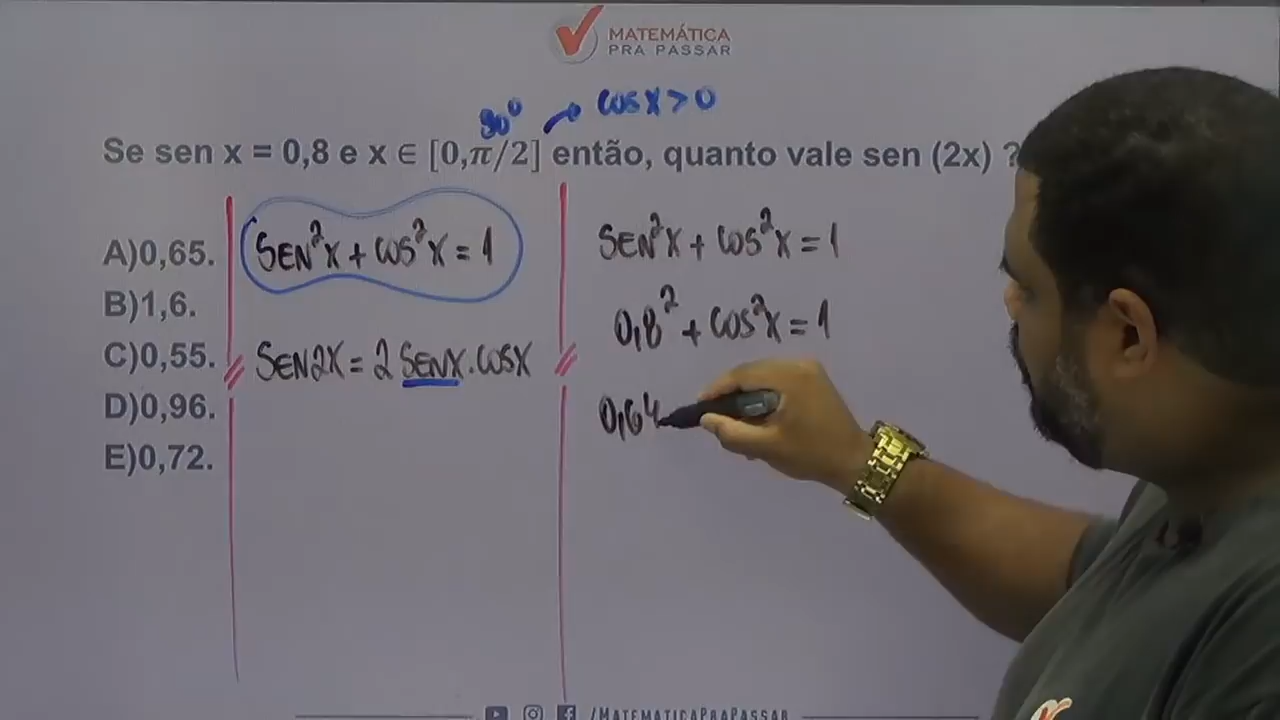 MATEMÁTICA
PRA PASSAR
90° cos x > 0
Se sen x = 0,8 e x ∈ [0,π/2] então, quanto vale sen (2x) ?
A)0,65.
B)1,6.
C)0,55.
D)0,96.
E)0,72.
SEN²x + cos²x = 1
SEN2x = 2 SENx . cosx
SEN²x + cos²x = 1
0,8² + cos²x = 1
0,64
/MATEMATICAPRAPASSAR